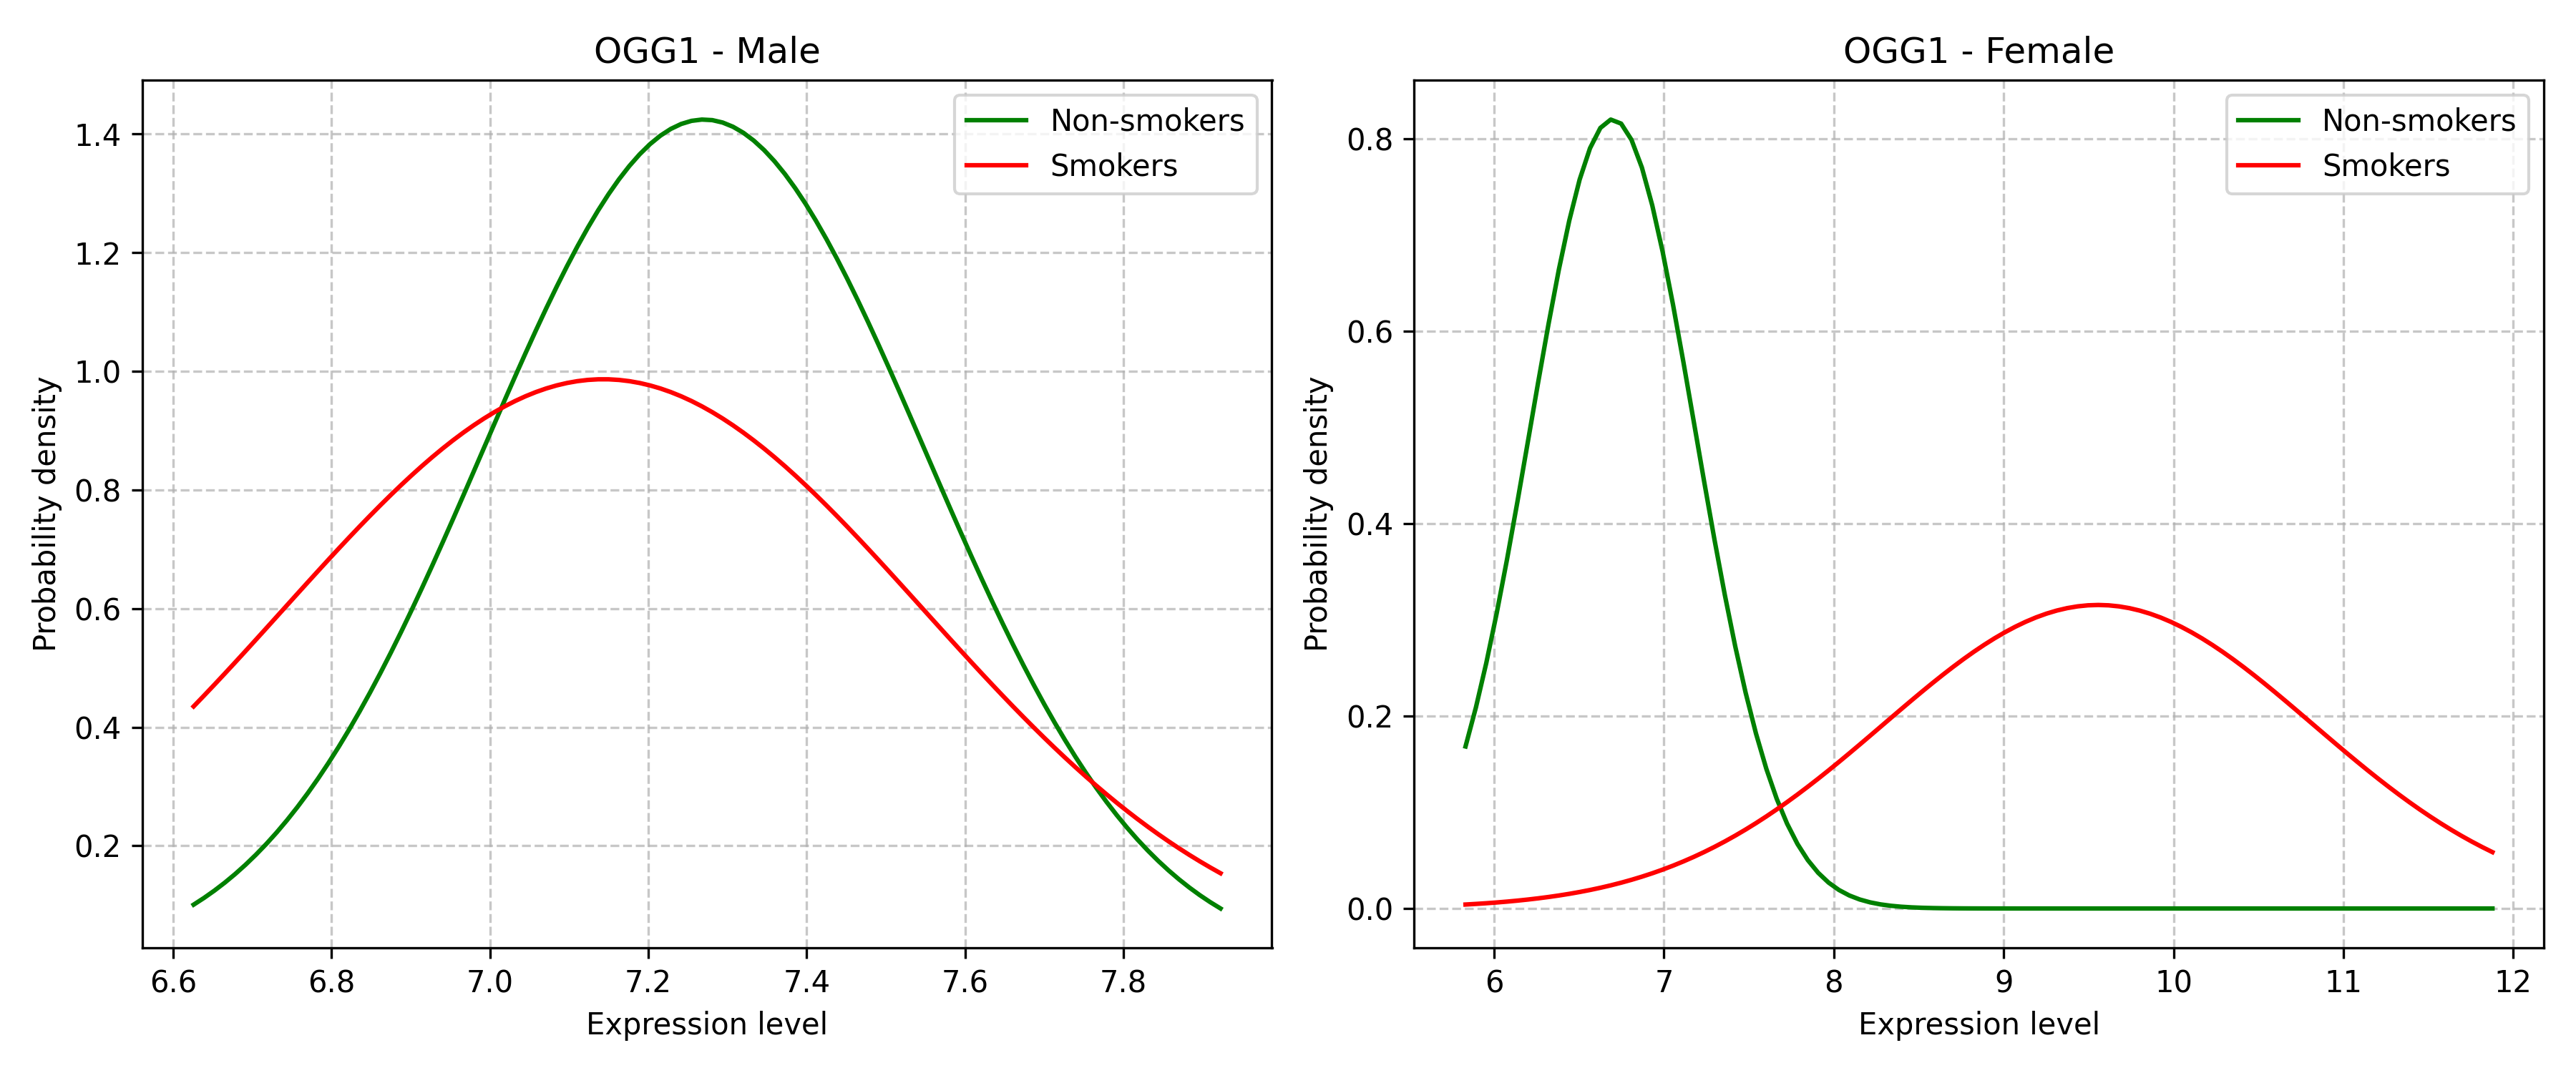 OGG1 - Male
Non-smokers
Smokers
Probability density
1.4
1.2
1.0
0.8
0.6
0.4
0.2
6.6 6.8 7.0 7.2 7.4 7.6 7.8
Expression level
OGG1 - Female
Non-smokers
Smokers
Probability density
0.8
0.6
0.4
0.2
0.0
6 7 8 9 10 11 12
Expression level